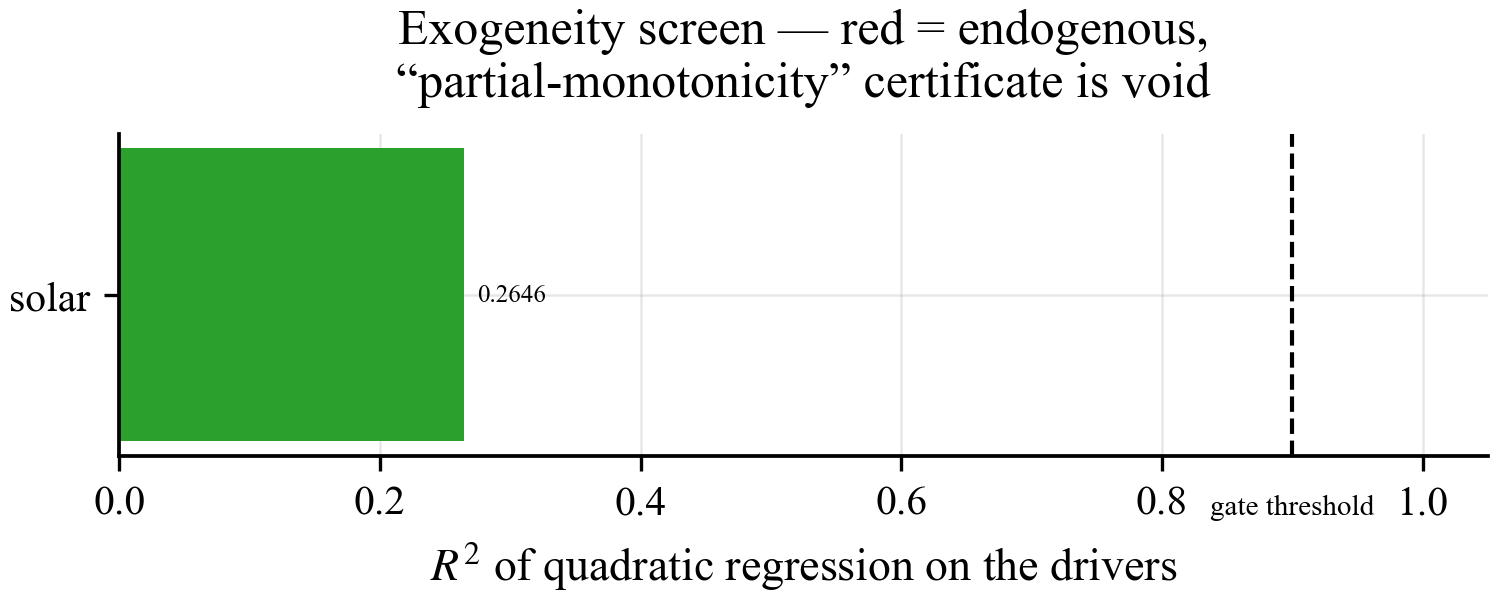 Exogeneity screen — red = endogenous,
“partial-monotonicity” certificate is void
solar
0.2646
0.0 0.2 0.4 0.6 0.8 gate threshold 1.0
R² of quadratic regression on the drivers